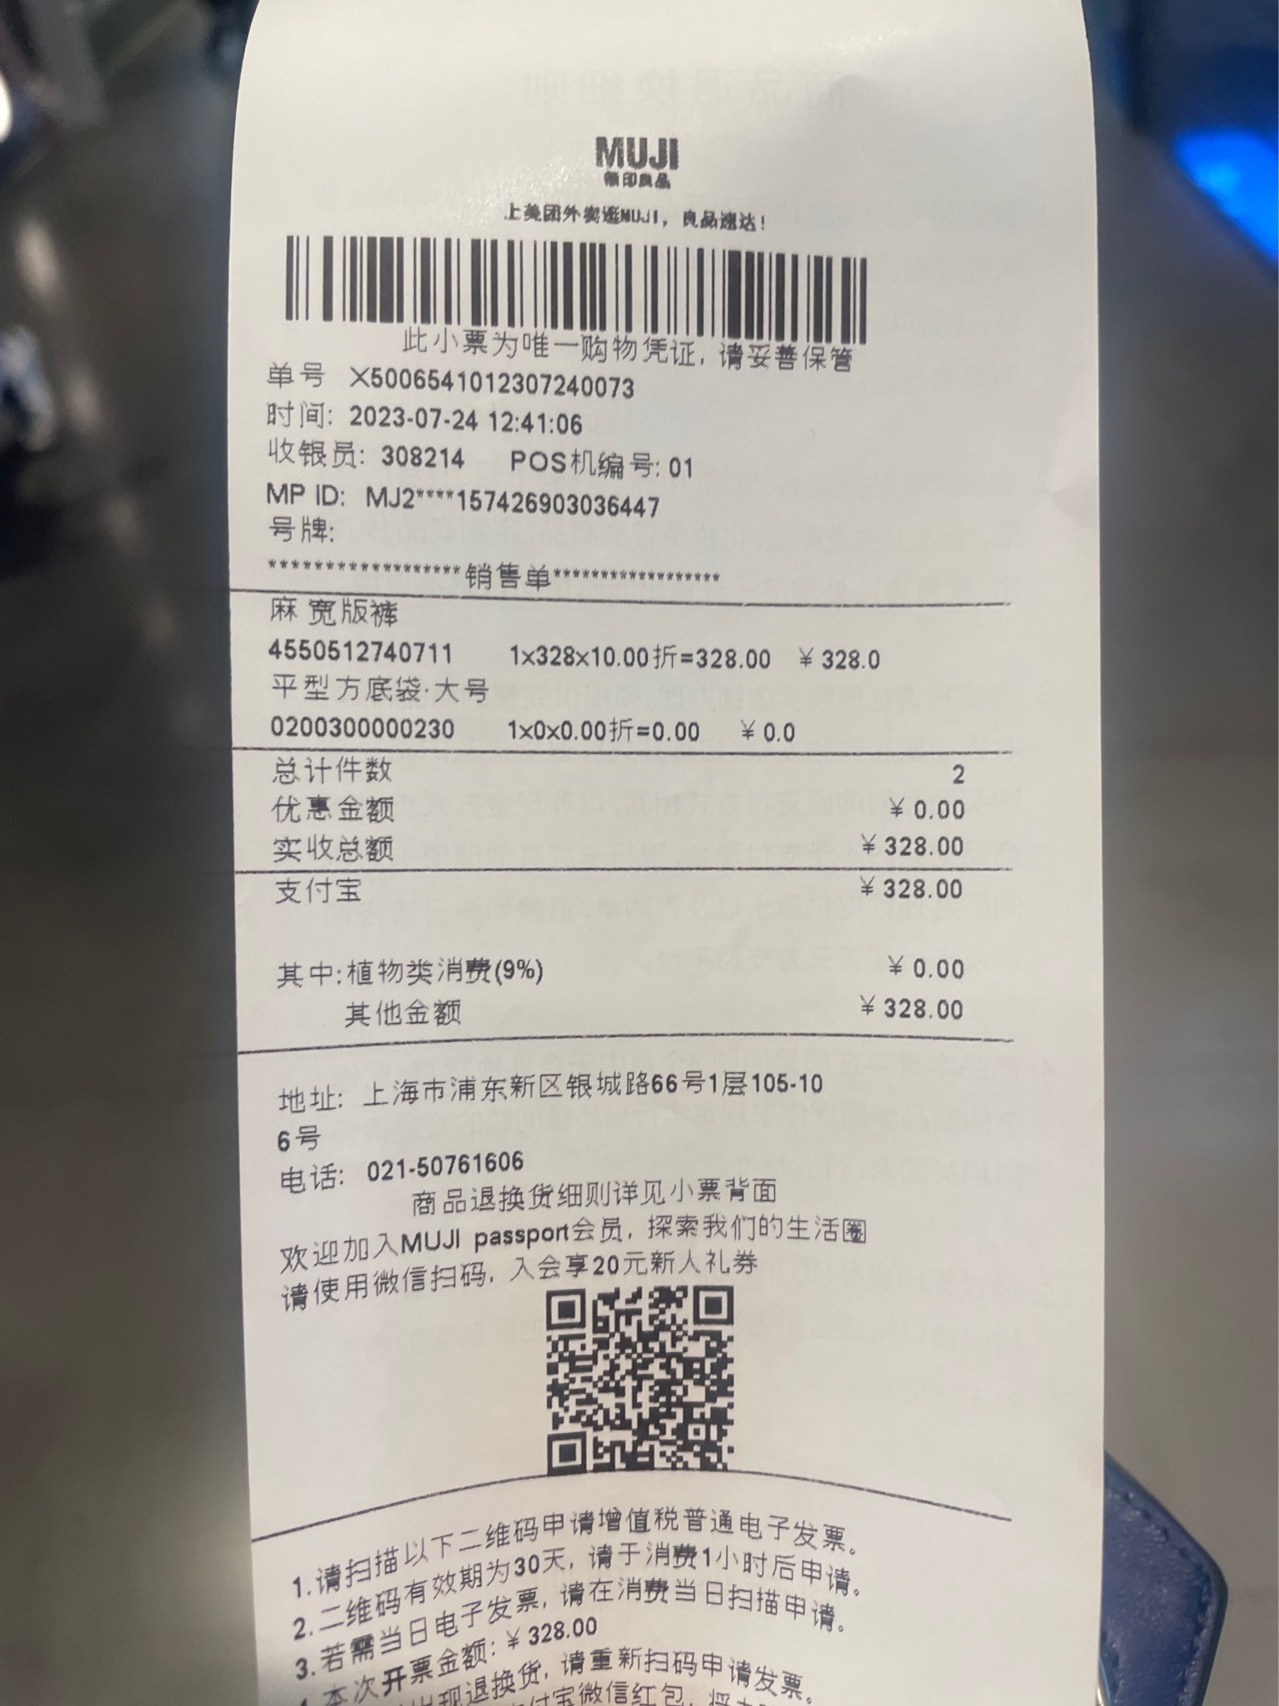 MUJI
無印良品
上美团外卖逛MUJI，良品速达！
此小票为唯一购物凭证, 请妥善保管
单号 X5006541012307240073
时间: 2023-07-24 12:41:06
收银员: 308214 POS机编号: 01
MP ID: MJ2****157426903036447
号牌:
******************销售单******************
麻 宽版裤
4550512740711 1x328x10.00折=328.00 ¥ 328.0
平型方底袋·大号
0200300000230 1x0x0.00折=0.00 ¥ 0.0
总计件数 2
优惠金额 ¥ 0.00
实收总额 ¥ 328.00
支付宝 ¥ 328.00
其中:植物类消费(9%) ¥ 0.00
其他金额 ¥ 328.00
地址: 上海市浦东新区银城路66号1层105-10
6号
电话: 021-50761606
商品退换货细则详见小票背面
欢迎加入MUJI passport会员, 探索我们的生活圈
请使用微信扫码, 入会享20元新人礼券
1.请扫描以下二维码申请增值税普通电子发票。
2.二维码有效期为30天, 请于消费1小时后申请。
3.若需当日电子发票, 请在消费当日扫描申请。
本次开票金额: ¥ 328.00
出现退换货, 请重新扫码申请发票。
付宝微信红包,